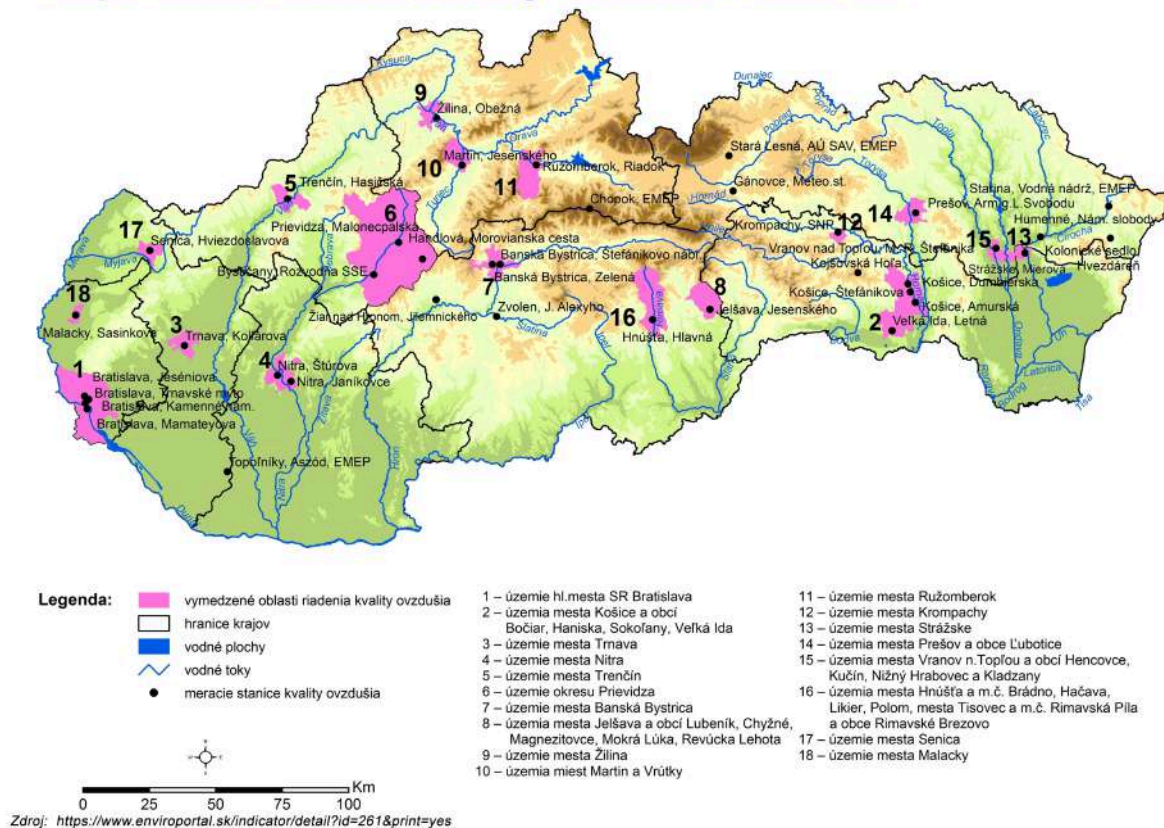 Kysuca
Dunajec
9
Žilina, Obežná
Orava
Poprad
Poprad
Topľa
Laborec
Stará Lesná, AÚ SAV, EMEP
10
Martin, Jesenského
Ružomberok, Riadok
Torysa
Torysa
11
Turiec
5
Trenčín, Hasičská
6
Gánovce, Meteo.st.
Hornád
Starina, Vodná nádrž, EMEP
Chopok, EMEP
14
Prešov, Arm.g.L.Svobodu
Humenné, Nám. slobody
Prievidza, Malonecpalská
Krompachy, SNR
12
Cirocha
17
Senica, Hviezdoslavova
Handlová, Morovianska cesta
Vranov nad Topľou, M. R. Štefánika
15
13
Kolonické sedlo
Morava
Myjava
Banská Bystrica, Štefánikovo nábr.
Kojšovská Hoľa
Strážske, Mierova
Hvezdáreň
Bystričany, Rozvodňa SSE
7
Banská Bystrica, Zelená
8
Košice, Ďumbierska
18
Žiar nad Hronom, Jilemnického
Zvolen, J. Alexyho
Jelšava, Jesenského
Košice, Štefánikova
Košice, Amurská
Malacky, Sasinkova
3
Trnava, Kollárova
Slatina
16
Hnúšťa, Hlavná
2
Veľká Ida, Letná
Bodva
4
Nitra, Štúrova
Nitra, Janíkovce
1
Bratislava, Jeséniova
Bratislava, Trnavské mýto
Bratislava, Kamenné nám.
Bratislava, Mamateyova
Ondava
Uh
Latorica
Bodrog
Tisa
Žitava
Váh
Nitra
Hron
Ipeľ
Topoľníky, Aszód, EMEP
Legenda:
vymedzené oblasti riadenia kvality ovzdušia
hranice krajov
vodné plochy
vodné toky
meracie stanice kvality ovzdušia
1 – územie hl.mesta SR Bratislava
2 – územia mesta Košice a obcí
Bočiar, Haniska, Sokoľany, Veľká Ida
3 – územie mesta Trnava
4 – územie mesta Nitra
5 – územie mesta Trenčín
6 – územie okresu Prievidza
7 – územie mesta Banská Bystrica
8 – územia mesta Jelšava a obcí Lubeník, Chyžné,
Magnezitovce, Mokrá Lúka, Revúcka Lehota
9 – územie mesta Žilina
10 – územia miest Martin a Vrútky
11 – územie mesta Ružomberok
12 – územie mesta Krompachy
13 – územie mesta Strážske
14 – územie mesta Prešov a obce Ľubotice
15 – územia mesta Vranov n.Topľou a obcí Hencovce,
Kučín, Nižný Hrabovec a Kladzany
16 – územia mesta Hnúšťa a m.č. Brádno, Hačava,
Likier, Polom, mesta Tisovec a m.č. Rimavská Píla
a obce Rimavské Brezovo
17 – územie mesta Senica
18 – územie mesta Malacky
0 25 50 75 100 Km
Zdroj: https://www.enviroportal.sk/indicator/detail?id=261&print=yes